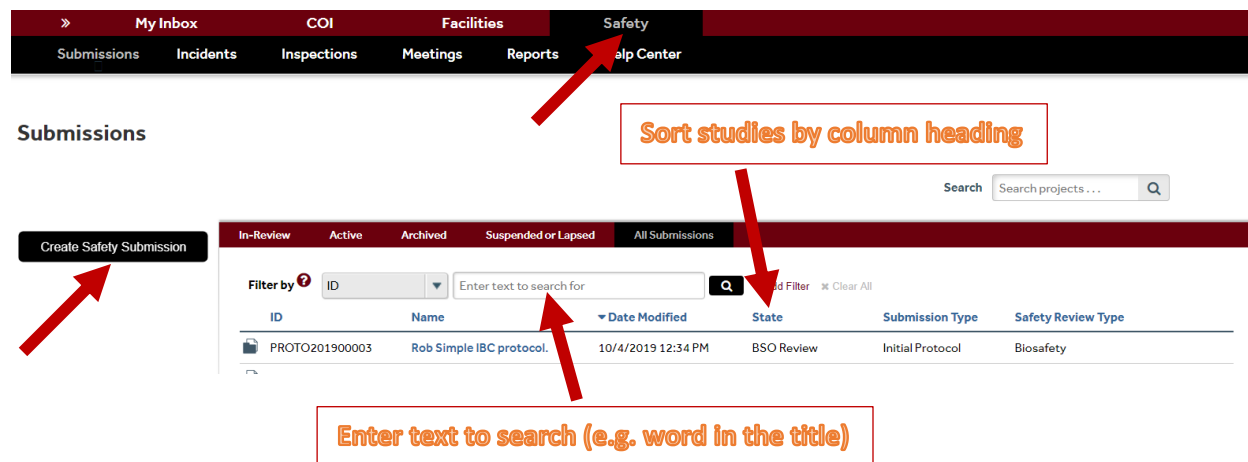 » My Inbox COI Facilities Safety
Submissions Incidents Inspections Meetings Reports Help Center
Submissions
Sort studies by column heading
Search Search projects . . .
Create Safety Submission
In-Review Active Archived Suspended or Lapsed All Submissions
Filter by ? ID Enter text to search for Add Filter ✖ Clear All
ID Name Date Modified State Submission Type Safety Review Type
PROTO201900003 Rob Simple IBC protocol. 10/4/2019 12:34 PM BSO Review Initial Protocol Biosafety
Enter text to search (e.g. word in the title)